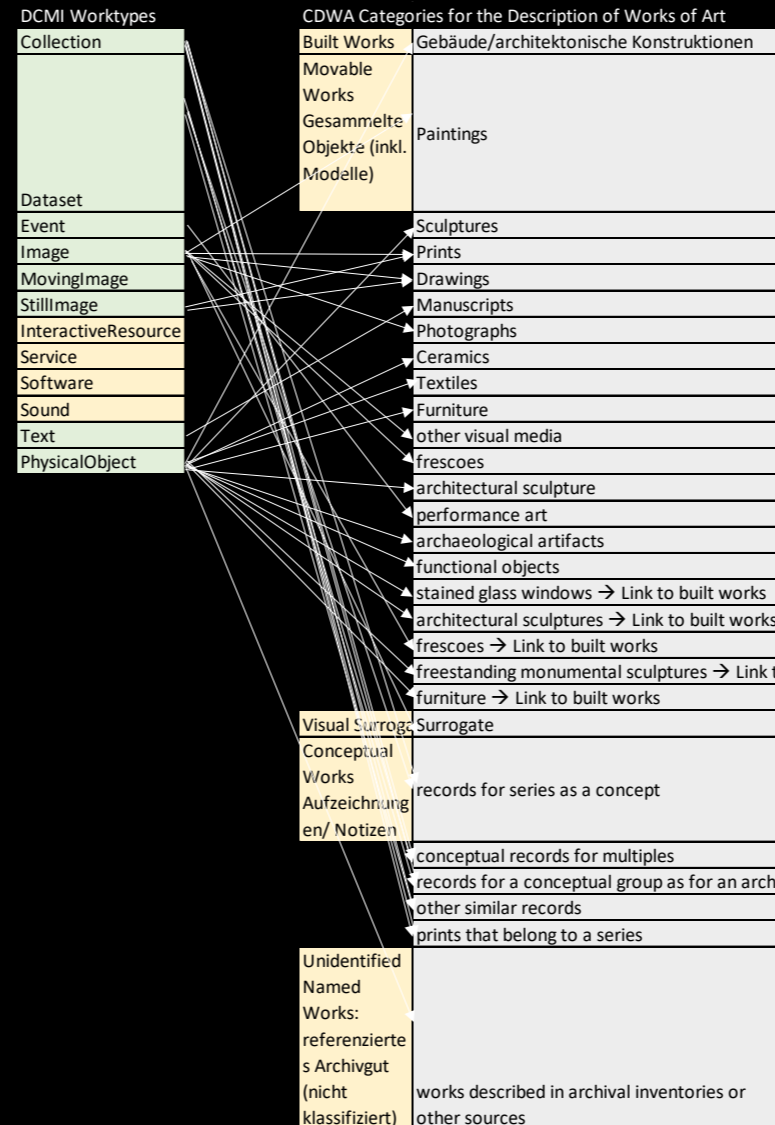 DCMI Worktypes
Collection
Dataset
Event
Image
MovingImage
StillImage
InteractiveResource
Service
Software
Sound
Text
PhysicalObject
CDWA Categories for the Description of Works of Art
Built Works
Gebäude/architektonische Konstruktionen
Movable
Works
Gesammelte
Objekte (inkl.
Modelle)
Paintings
Sculptures
Prints
Drawings
Manuscripts
Photographs
Ceramics
Textiles
Furniture
other visual media
frescoes
architectural sculpture
performance art
archaeological artifacts
functional objects
stained glass windows → Link to built works
architectural sculptures → Link to built works
frescoes → Link to built works
freestanding monumental sculptures → Link t
furniture → Link to built works
Visual Surroga
Surrogate
Conceptual
Works
Aufzeichnung
en/ Notizen
records for series as a concept
conceptual records for multiples
records for a conceptual group as for an arch
other similar records
prints that belong to a series
Unidentified
Named
Works:
referenzierte
s Archivgut
(nicht
klassifiziert)
works described in archival inventories or
other sources